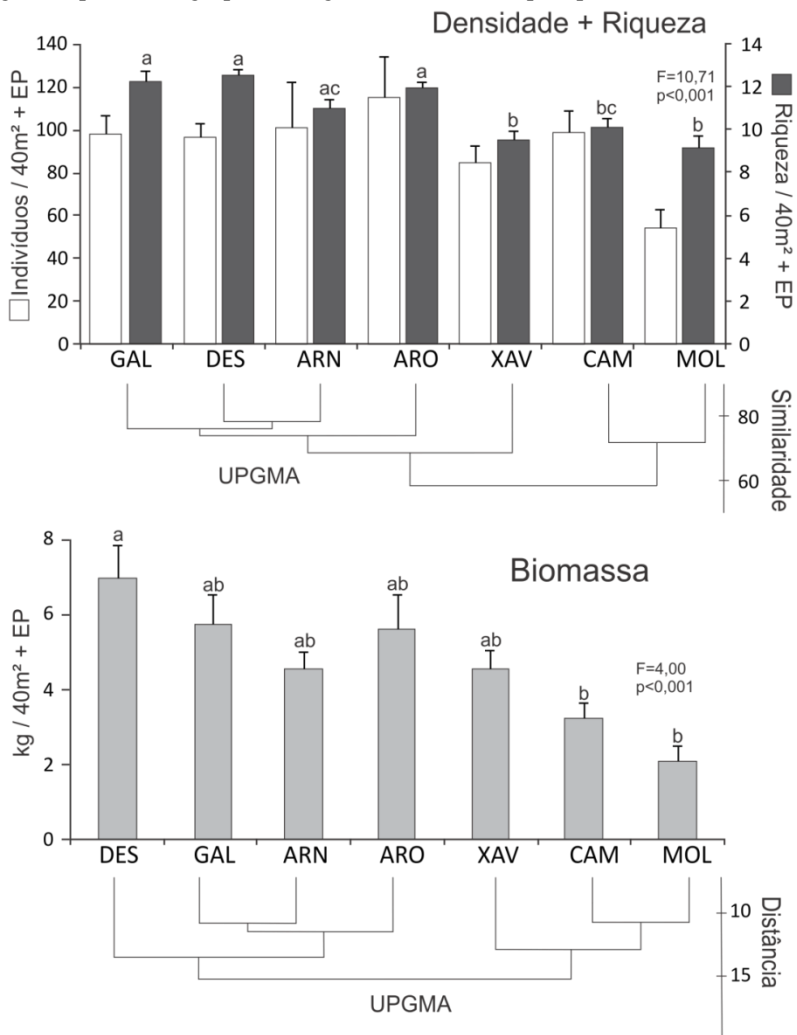 Densidade + Riqueza
140
120
100
80
60
40
20
0
Indivíduos / 40m² + EP
14
12
10
8
6
4
2
0
Riqueza / 40m² + EP
a
a
ac
a
b
bc
b
F=10,71
p<0,001
GAL DES ARN ARO XAV CAM MOL
80
60
Similaridade
UPGMA
Biomassa
8
6
4
2
0
kg / 40m² + EP
a
ab
ab
ab
ab
b
b
F=4,00
p<0,001
DES GAL ARN ARO XAV CAM MOL
10
15
Distância
UPGMA